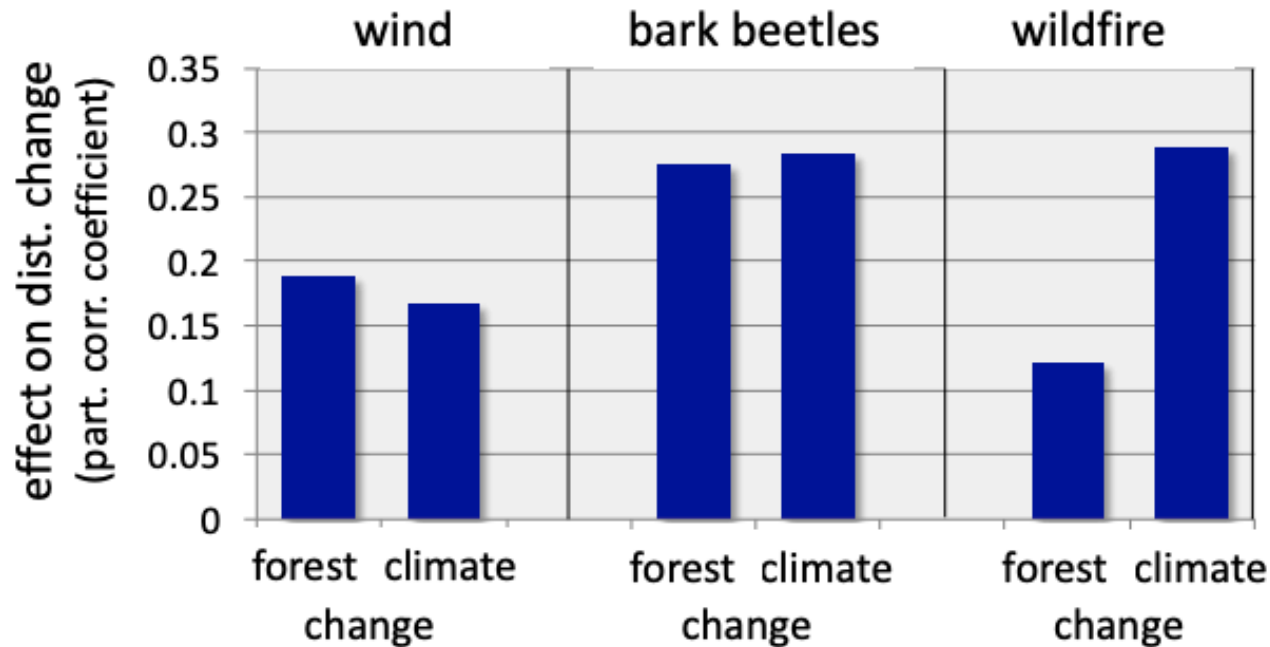 wind bark beetles wildfire
effect on dist. change
(part. corr. coefficient)
0.35
0.3
0.25
0.2
0.15
0.1
0.05
0
forest climate forest climate forest climate
change change change